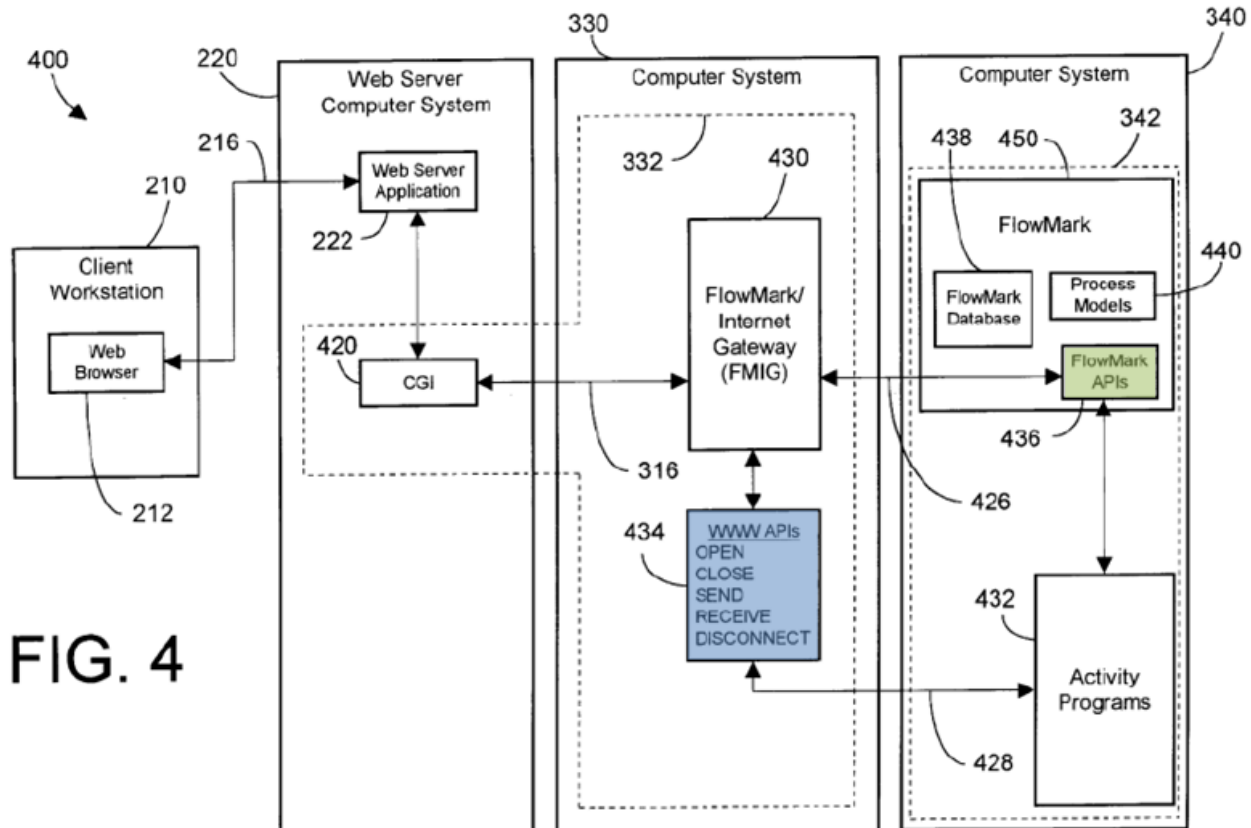 400
220
Web Server
Computer System
330
Computer System
340
Computer System
216
Web Server
Application
222
332
430
438
450
342
FlowMark
FlowMark
Database
Process
Models
440
FlowMark
APIs
436
210
Client
Workstation
Web
Browser
212
420
CGI
FlowMark/
Internet
Gateway
(FMIG)
316
426
434
WWW APIs
OPEN
CLOSE
SEND
RECEIVE
DISCONNECT
432
Activity
Programs
428
FIG. 4